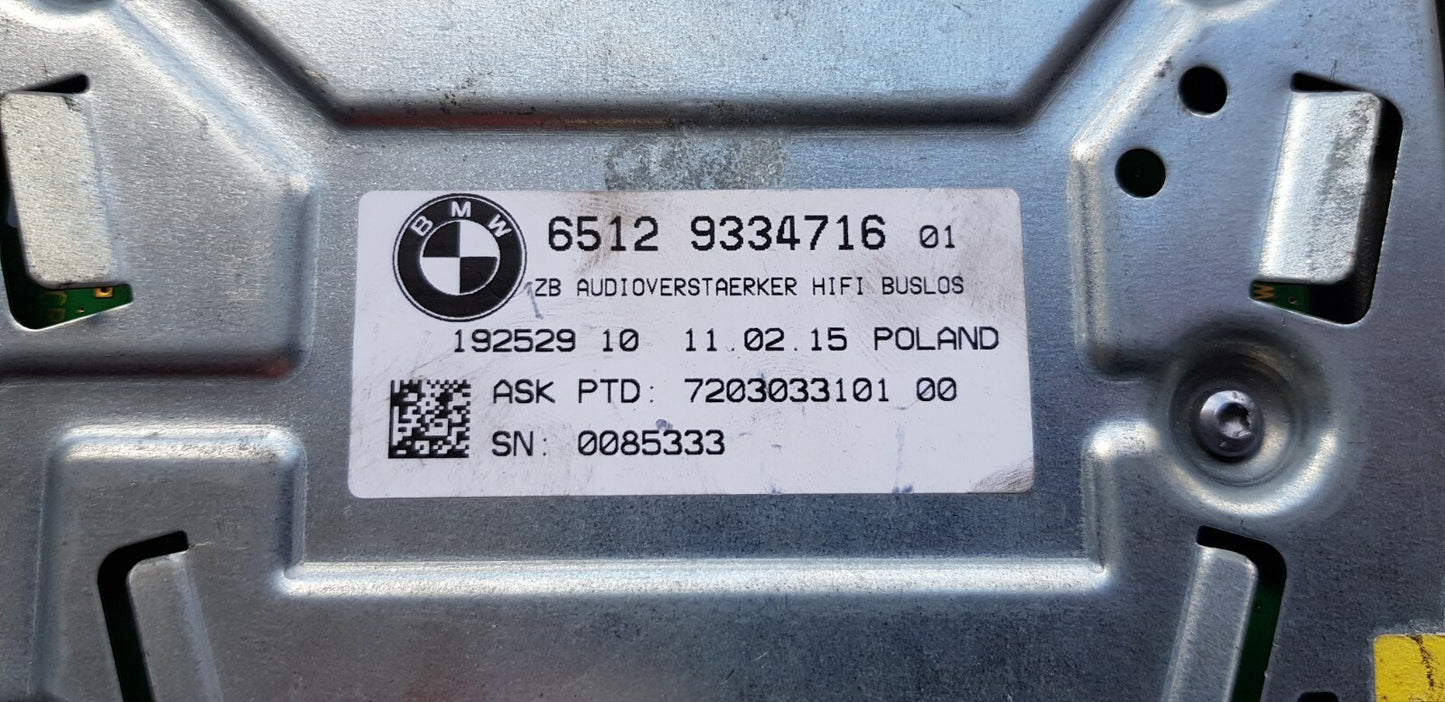 BMW
6512 9334716 01
ZB AUDIOVERSTAERKER HIFI BUSLOS
192529 10 11.02.15 POLAND
ASK PTD: 7203033101 00
SN: 0085333